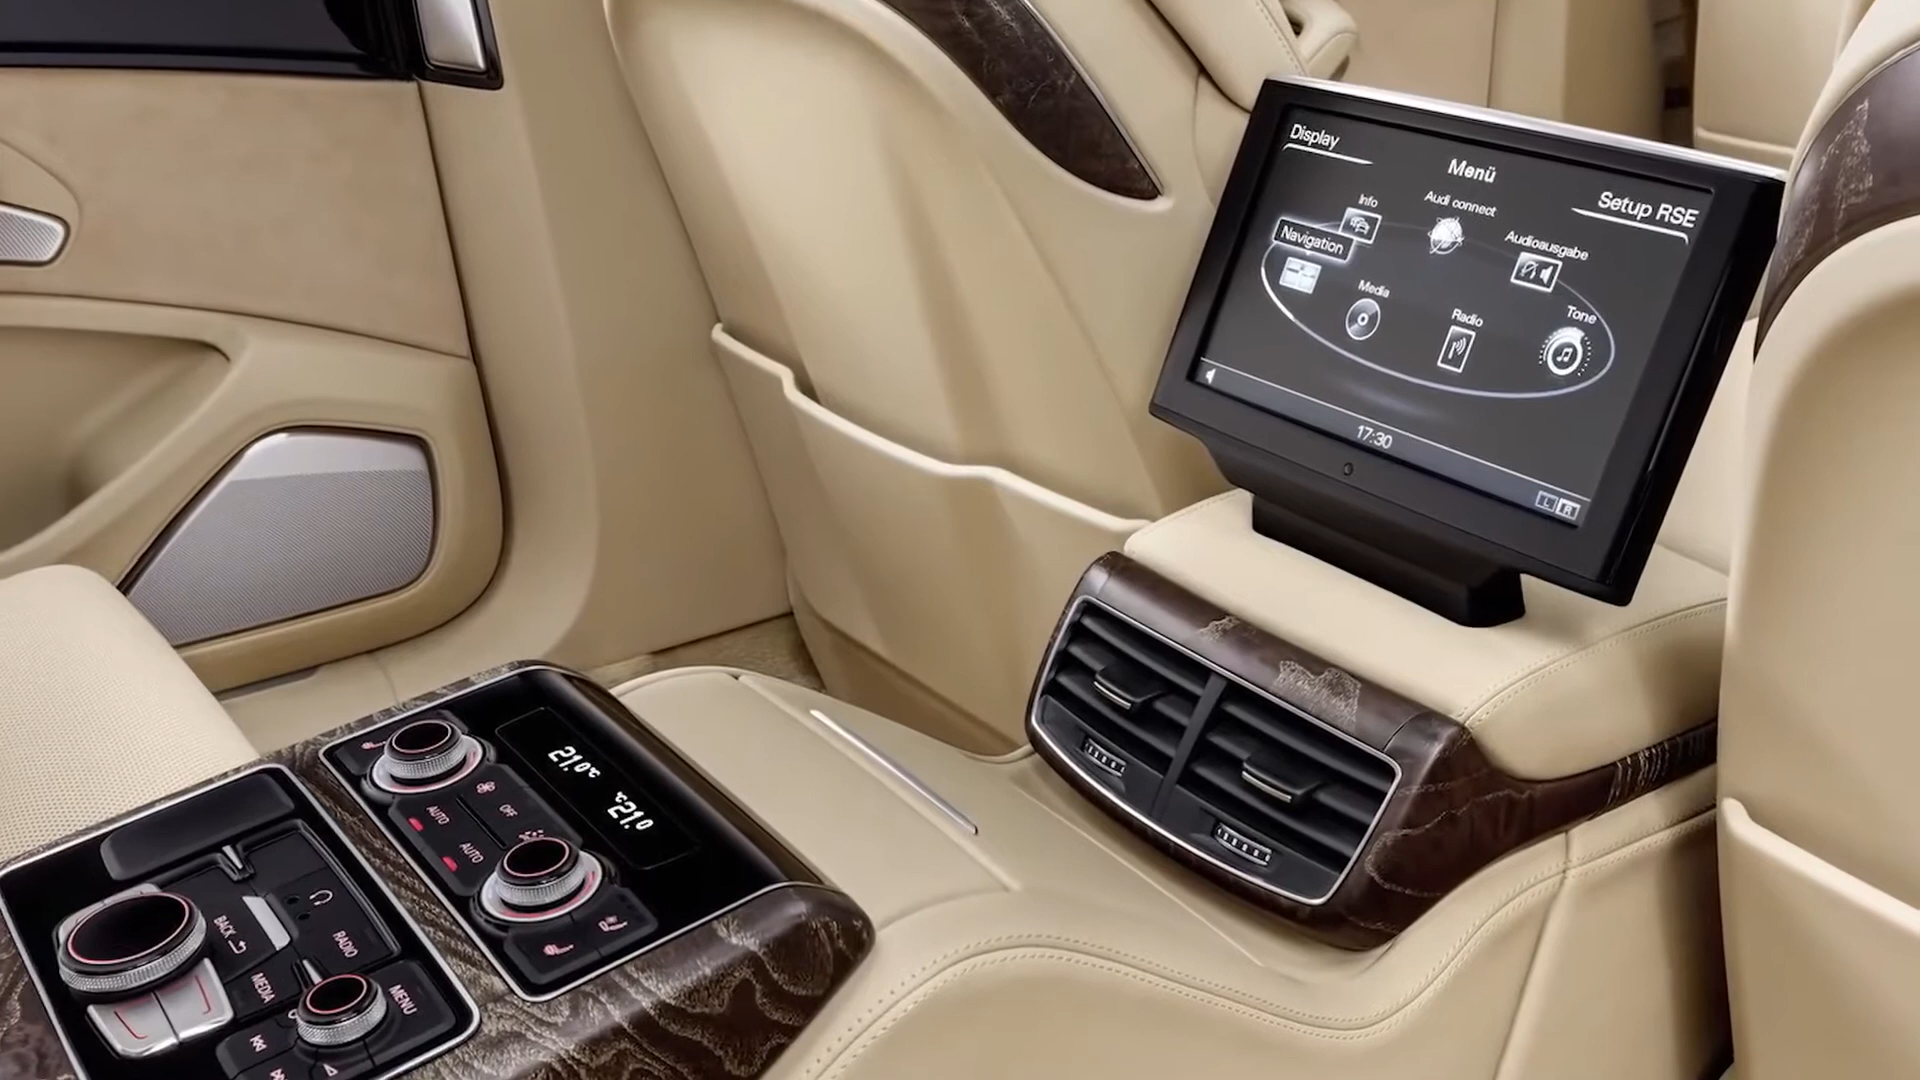 Display
Menü
Setup RSE
Info
Audi connect
Navigation
Audioausgabe
Media
Radio
Tone
17:30
L R
21.0°C
°C21.0
OFF
AUTO
AUTO
BACK
RADIO
MEDIA
MENU